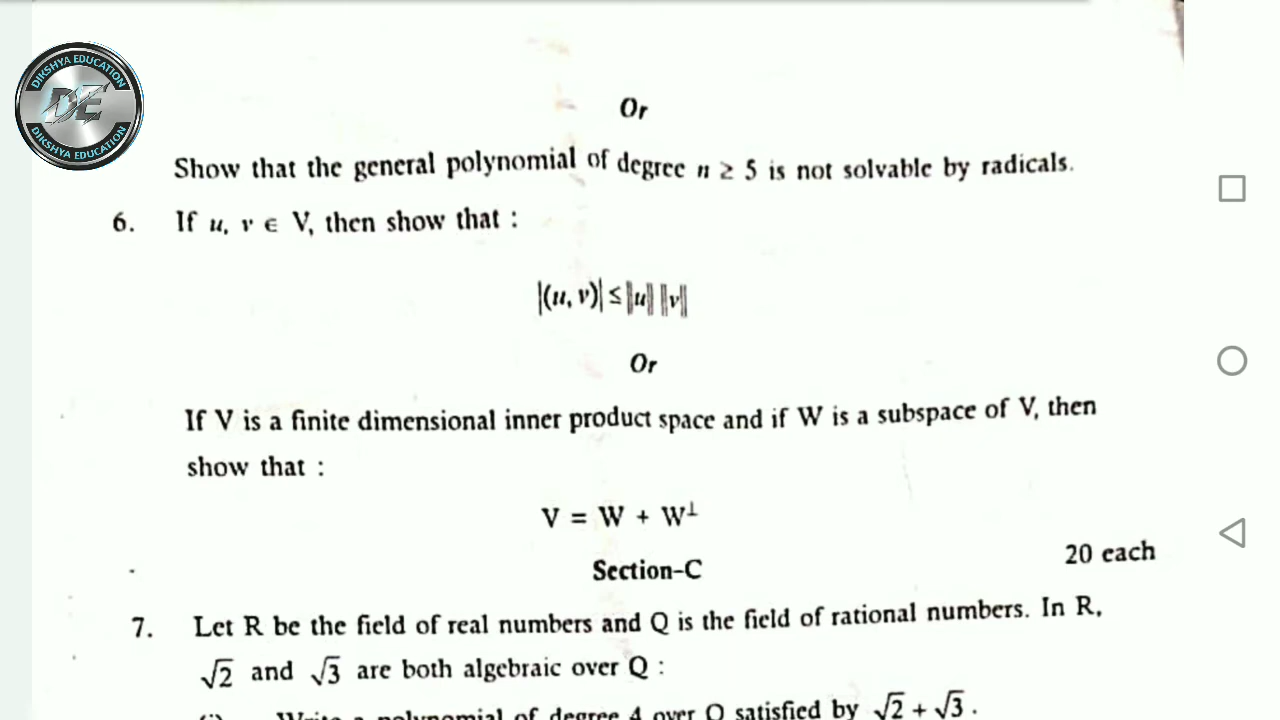 DIKSHYA EDUCATION
DE
DIKSHYA EDUCATION
Or
Show that the general polynomial of degree n ≥ 5 is not solvable by radicals.
6. If u, v ∈ V, then show that :
|(u, v)| ≤ ||u|| ||v||
Or
If V is a finite dimensional inner product space and if W is a subspace of V, then
show that :
V = W + W⊥
Section-C
20 each
7. Let R be the field of real numbers and Q is the field of rational numbers. In R,
√2 and √3 are both algebraic over Q :
(i) Write a polynomial of degree 4 over Q satisfied by √2 + √3.